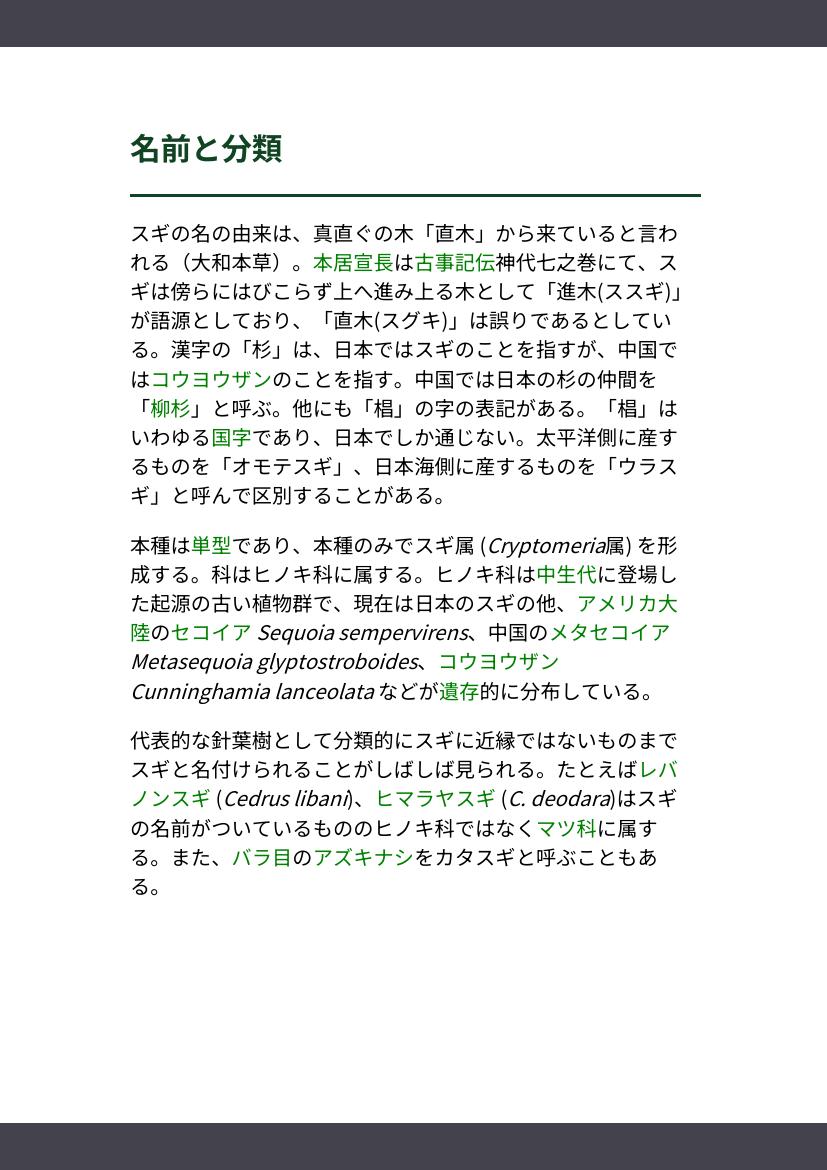 名前と分類
スギの名の由来は、真直ぐの木「直木」から来ていると言わ
れる（大和本草）。本居宣長は古事記伝神代七之巻にて、ス
ギは傍らにはびこらず上へ進み上る木として「進木(ススギ)」
が語源としており、「直木(スグキ)」は誤りであるとしてい
る。漢字の「杉」は、日本ではスギのことを指すが、中国で
はコウヨウザンのことを指す。中国では日本の杉の仲間を
「柳杉」と呼ぶ。他にも「椙」の字の表記がある。「椙」は
いわゆる国字であり、日本でしか通じない。太平洋側に産す
るものを「オモテスギ」、日本海側に産するものを「ウラス
ギ」と呼んで区別することがある。
本種は単型であり、本種のみでスギ属 (Cryptomeria属) を形
成する。科はヒノキ科に属する。ヒノキ科は中生代に登場し
た起源の古い植物群で、現在は日本のスギの他、アメリカ大
陸のセコイア Sequoia sempervirens、中国のメタセコイア
Metasequoia glyptostroboides、コウヨウザン
Cunninghamia lanceolata などが遺存的に分布している。
代表的な針葉樹として分類的にスギに近縁ではないものまで
スギと名付けられることがしばしば見られる。たとえばレバ
ノンスギ (Cedrus libani)、ヒマラヤスギ (C. deodara)はスギ
の名前がついているもののヒノキ科ではなくマツ科に属す
る。また、バラ目のアズキナシをカタスギと呼ぶこともあ
る。